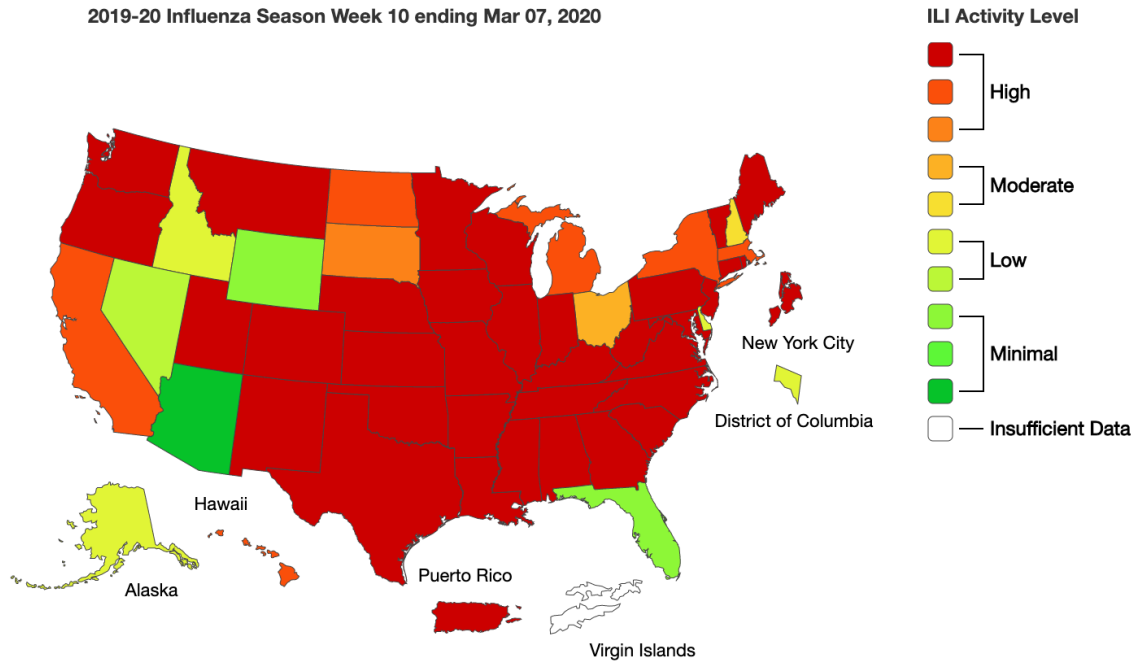 2019-20 Influenza Season Week 10 ending Mar 07, 2020
ILI Activity Level
High
Moderate
Low
Minimal
Insufficient Data
New York City
District of Columbia
Hawaii
Alaska
Puerto Rico
Virgin Islands